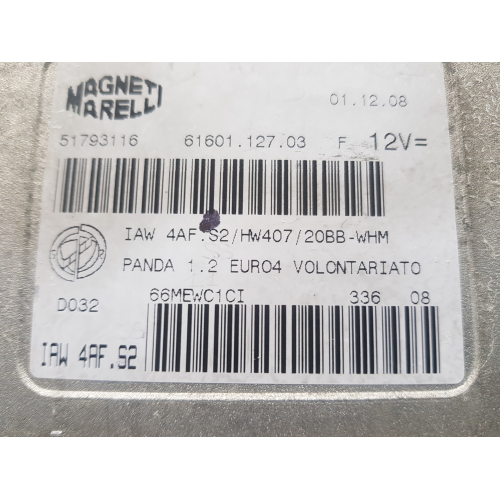 MAGNETI MARELLI
01.12.08
51793116 61601.127.03 F 12V=
IAW 4AF.S2/HW407/20BB-WHM
PANDA 1.2 EURO4 VOLONTARIATO
D032 66MEWC1CI 336 08
IAW 4AF.S2